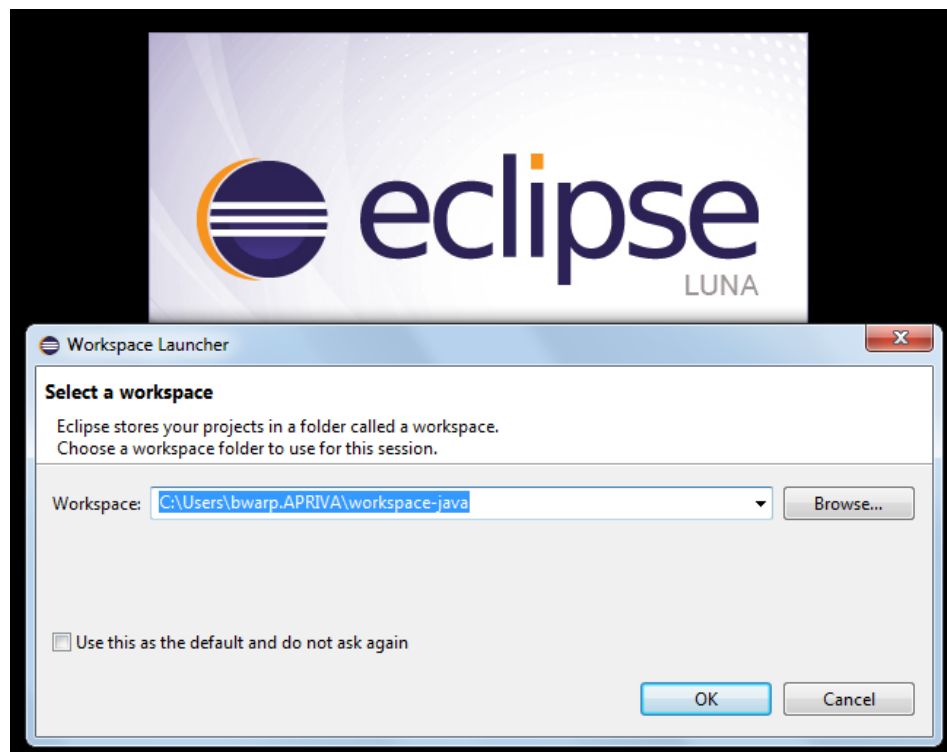 eclipse
LUNA
Workspace Launcher
Select a workspace
Eclipse stores your projects in a folder called a workspace.
Choose a workspace folder to use for this session.
Workspace: C:\Users\bwarp.APRIVA\workspace-java Browse...
Use this as the default and do not ask again
OK Cancel